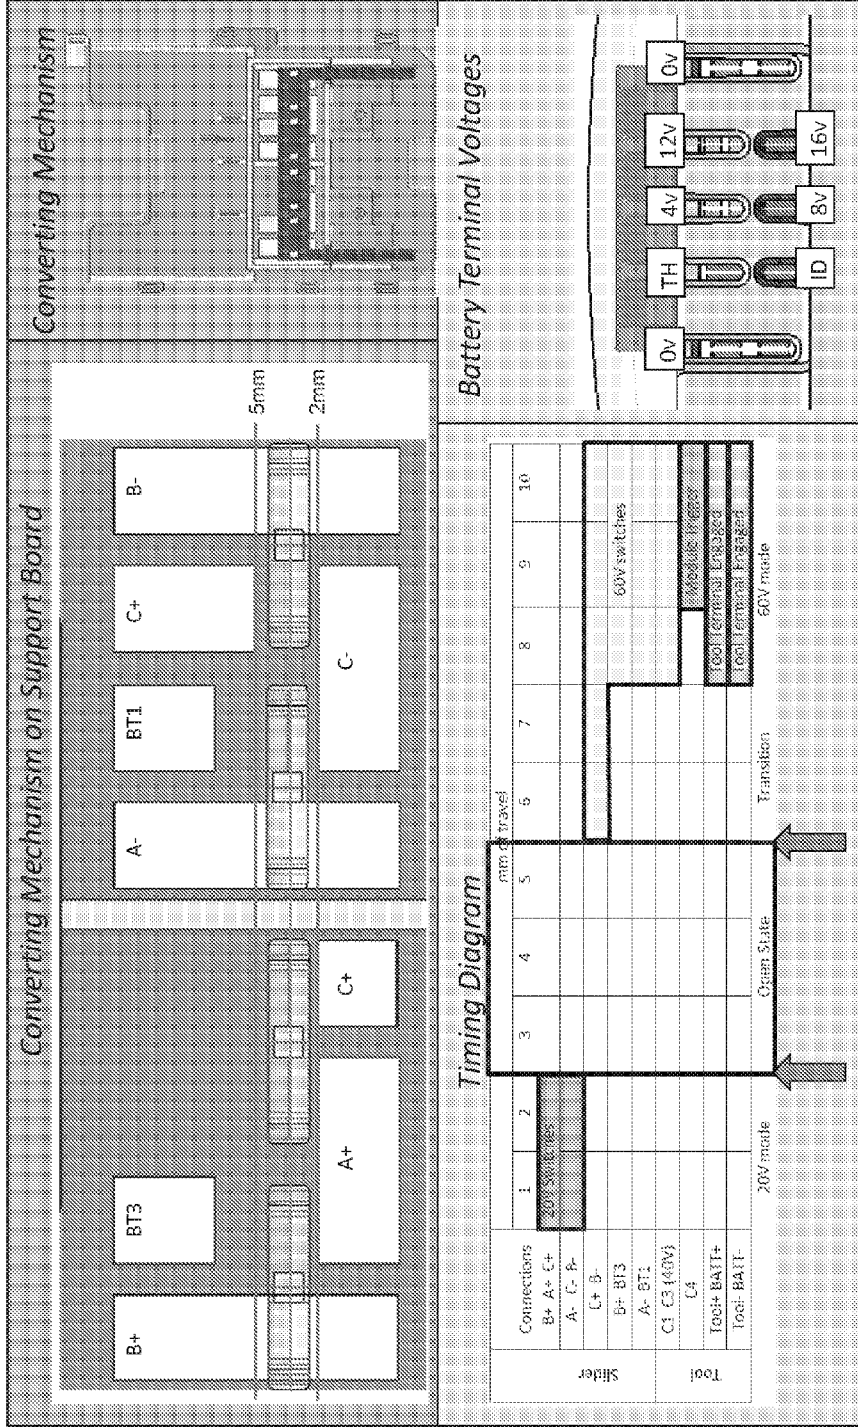 Converting Mechanism on Support Board
B+
BT3
A+
C+
A-
BT1
C-
C+
B-
5mm
2mm
Converting Mechanism
Timing Diagram
mm of travel
Connections 1 2 3 4 5 6 7 8 9 10
Slider
B+ A+ C+
20V Switches
A- C- B-
C+ B-
B+ BT3
60V switches
A- BT1
Tool
C1 C3 (40V)
C4
Module Trigger
Tool+ BATT+
Tool Terminal Engaged
Tool- BATT-
Tool Terminal Engaged
20V mode
Open State
Transition
60V mode
Battery Terminal Voltages
0v
TH
4v
12v
0v
ID
8v
16v